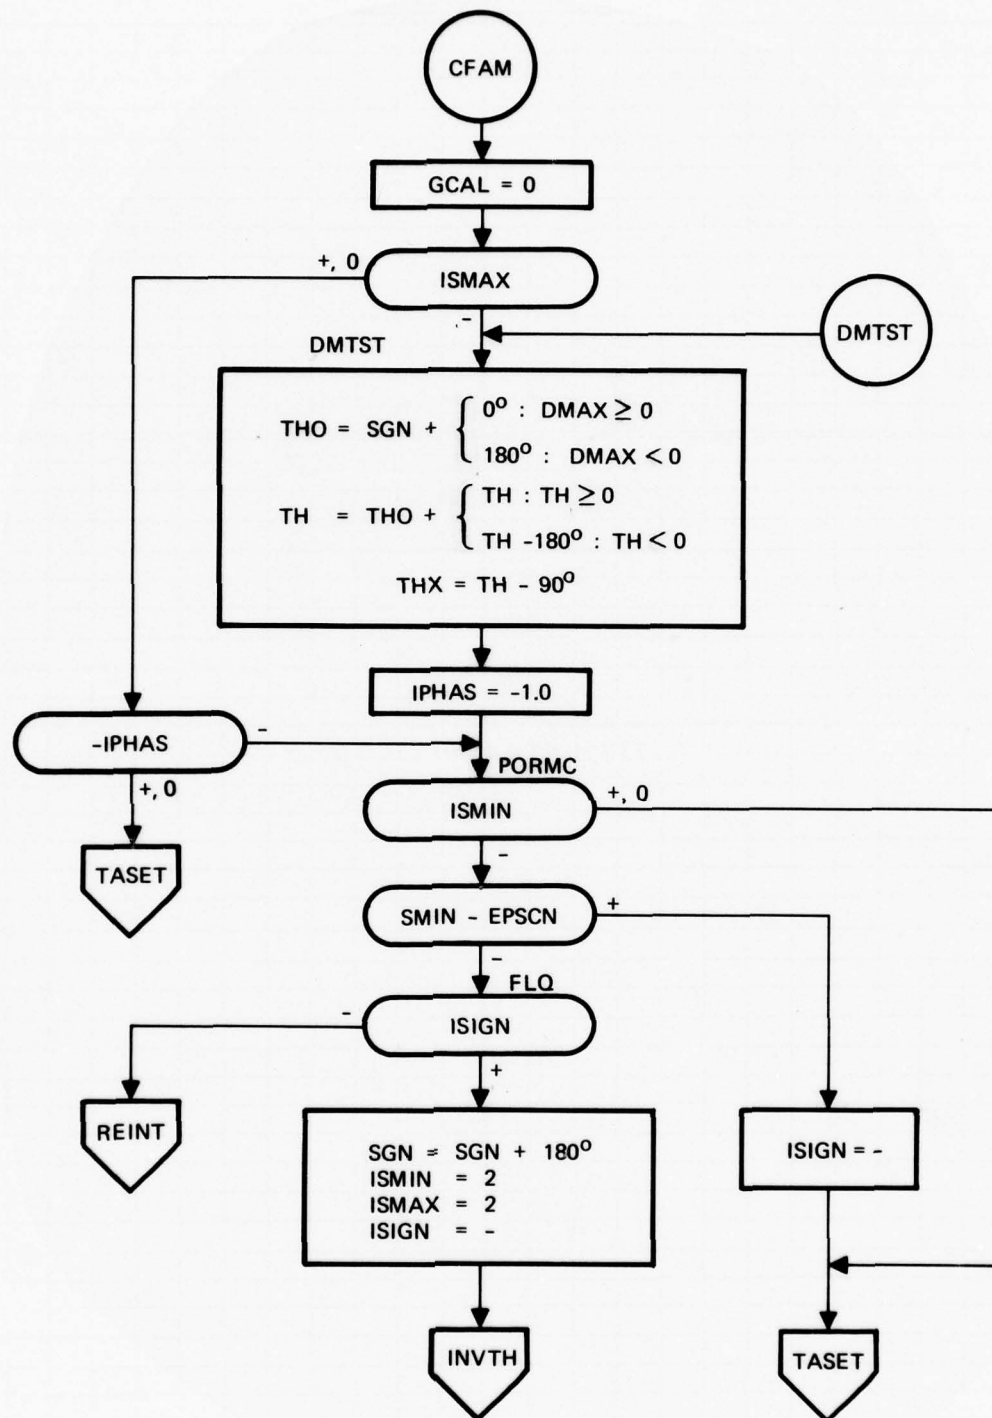 CFAM
GCAL = 0
+, 0
ISMAX
-
DMTST
DMTST
THO = SGN + { 0° : DMAX ≥ 0
180° : DMAX < 0
TH = THO + { TH : TH ≥ 0
TH -180° : TH < 0
THX = TH - 90°
IPHAS = -1.0
-IPHAS
-
+, 0
PORMC
ISMIN
+, 0
-
TASET
SMIN - EPSCN
+
-
FLQ
-
ISIGN
+
REINT
SGN = SGN + 180°
ISMIN = 2
ISMAX = 2
ISIGN = -
ISIGN = -
INVTH
TASET